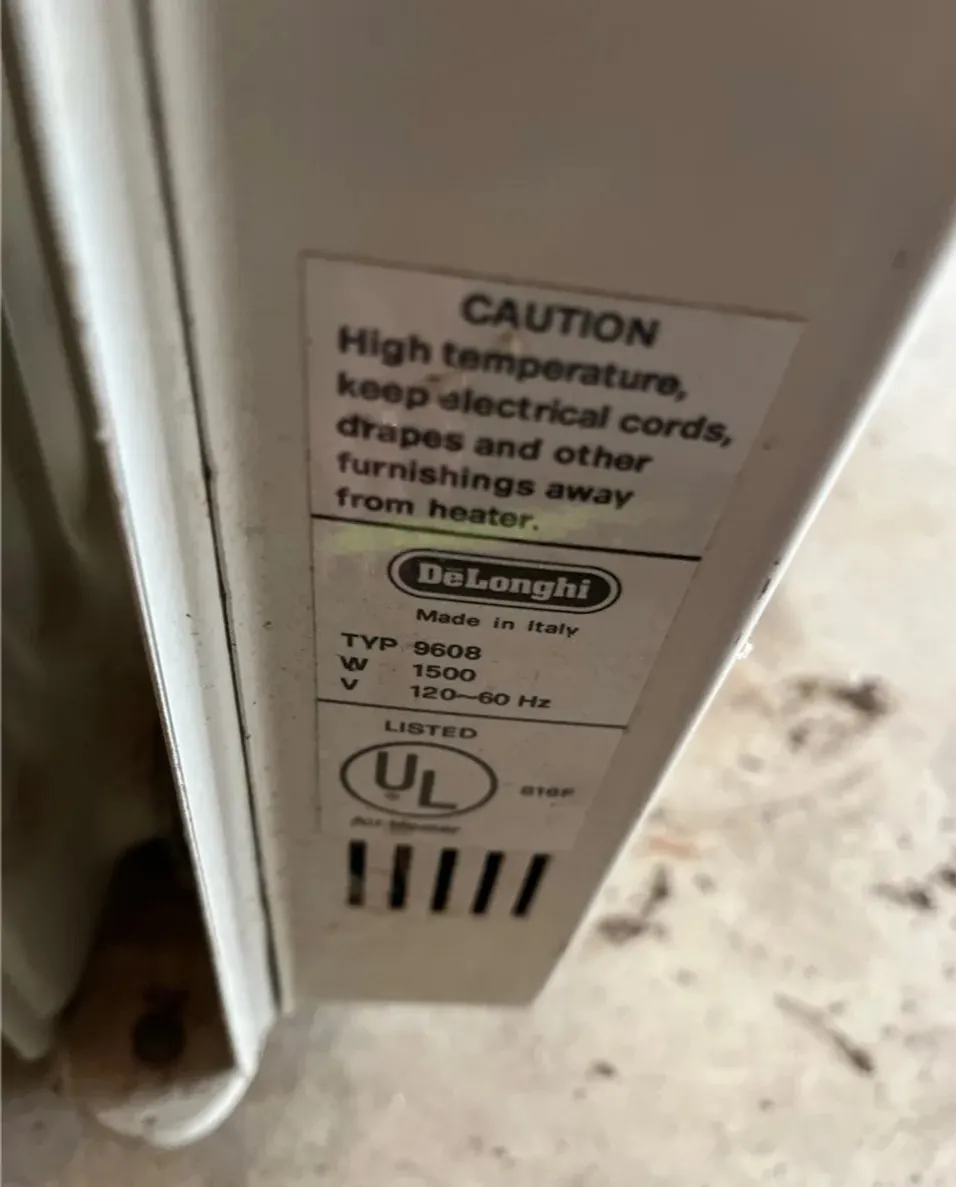 CAUTION
High temperature,
keep electrical cords,
drapes and other
furnishings away
from heater.
DeLonghi
Made in Italy
TYP 9608
W 1500
V 120~60 Hz
LISTED
UL
®